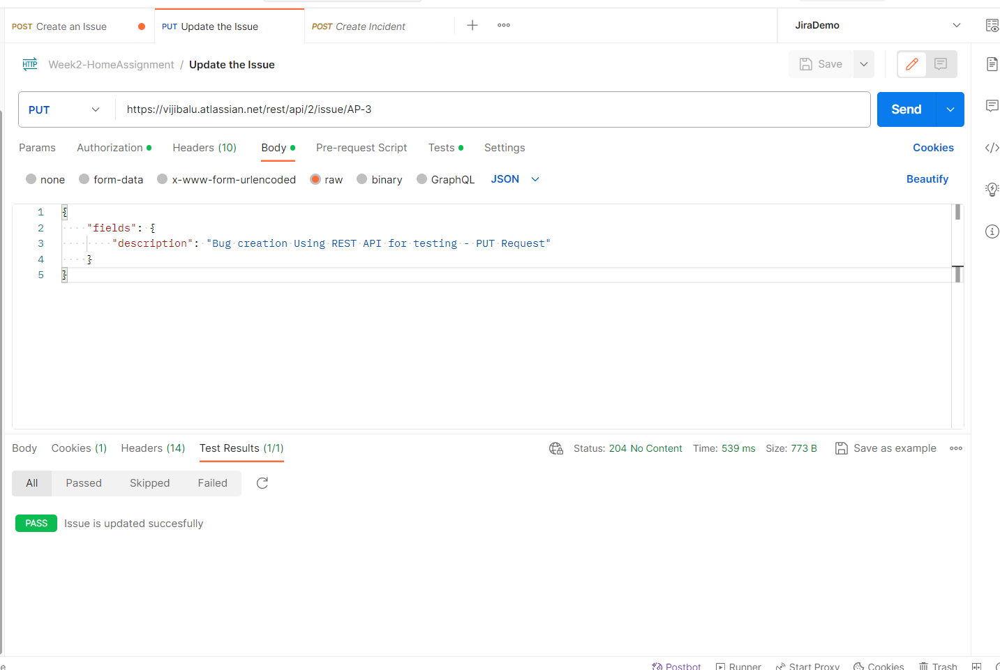 POST Create an Issue PUT Update the Issue POST Create Incident JiraDemo
HTTP Week2-HomeAssignment / Update the Issue Save
PUT https://vijibalu.atlassian.net/rest/api/2/issue/AP-3 Send
Params Authorization Headers (10) Body Pre-request Script Tests Settings Cookies
none form-data x-www-form-urlencoded raw binary GraphQL JSON Beautify
1 {
2 "fields": {
3 "description": "Bug creation Using REST API for testing - PUT Request"
4 }
5 }
Body Cookies (1) Headers (14) Test Results (1/1) Status: 204 No Content Time: 539 ms Size: 773 B Save as example
All Passed Skipped Failed
PASS Issue is updated succesfully
e Postbot Runner Start Proxy Cookies Trash